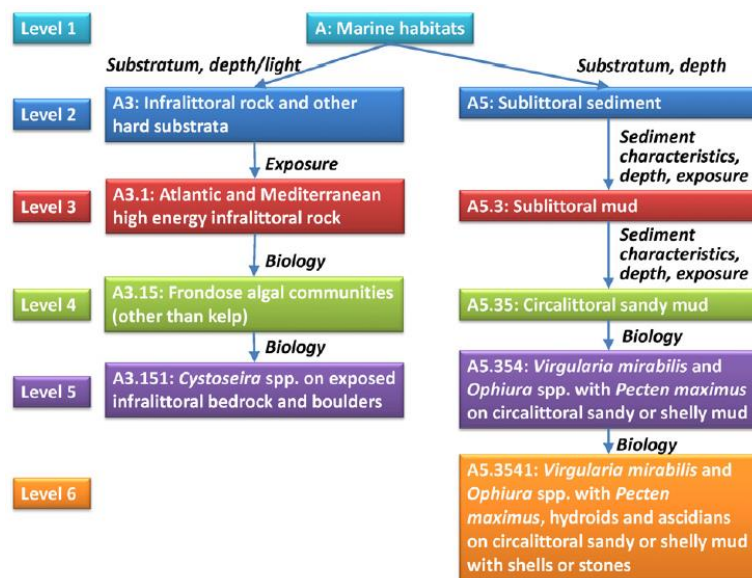 Level 1
A: Marine habitats
Substratum, depth/light
Substratum, depth
Level 2
A3: Infralittoral rock and other
hard substrata
A5: Sublittoral sediment
Exposure
Sediment
characteristics,
depth, exposure
Level 3
A3.1: Atlantic and Mediterranean
high energy infralittoral rock
A5.3: Sublittoral mud
Biology
Sediment
characteristics,
depth, exposure
Level 4
A3.15: Frondose algal communities
(other than kelp)
A5.35: Circalittoral sandy mud
Biology
Biology
Level 5
A3.151: Cystoseira spp. on exposed
infralittoral bedrock and boulders
A5.354: Virgularia mirabilis and
Ophiura spp. with Pecten maximus
on circalittoral sandy or shelly mud
Biology
Level 6
A5.3541: Virgularia mirabilis and
Ophiura spp. with Pecten
maximus, hydroids and ascidians
on circalittoral sandy or shelly mud
with shells or stones